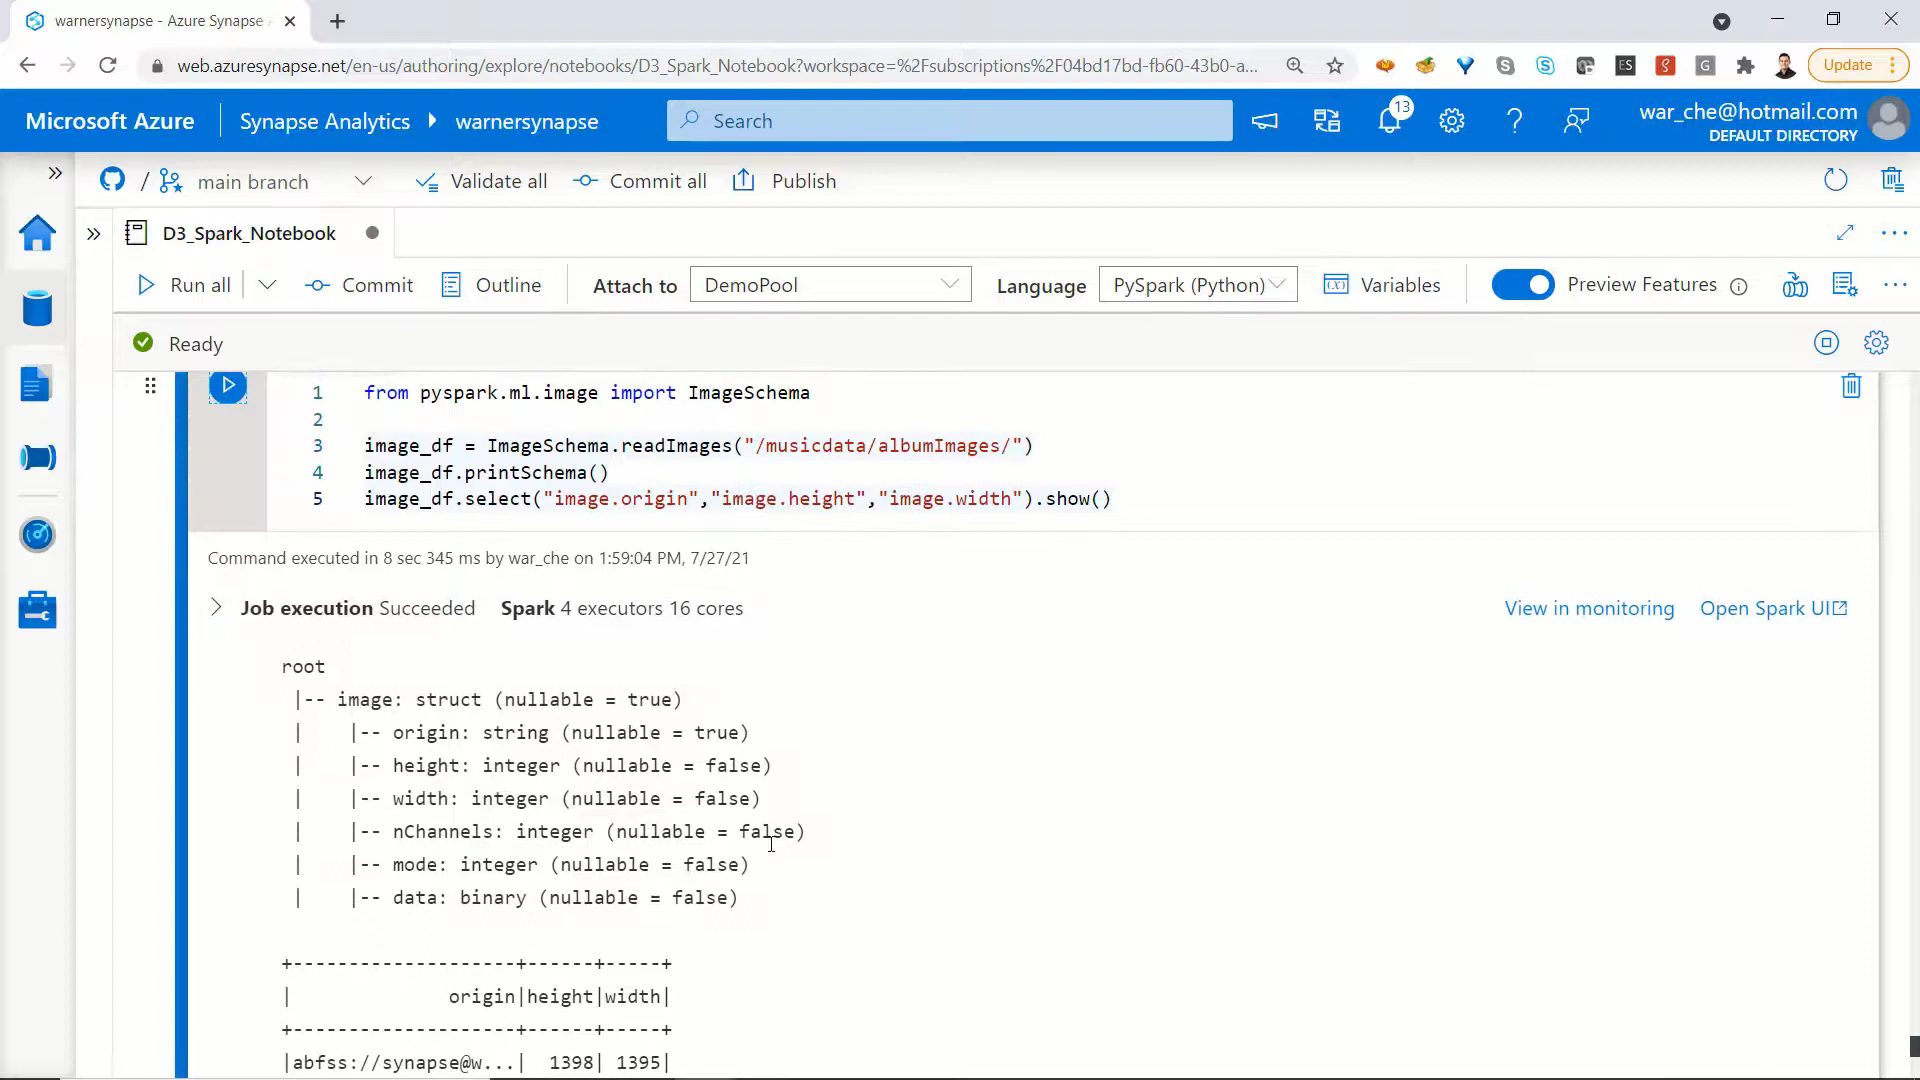 warnersynapse - Azure Synapse
web.azuresynapse.net/en-us/authoring/explore/notebooks/D3_Spark_Notebook?workspace=%2Fsubscriptions%2F04bd17bd-fb60-43b0-a...
Update
Microsoft Azure
Synapse Analytics
warnersynapse
Search
13
war_che@hotmail.com
DEFAULT DIRECTORY
/ main branch
Validate all
Commit all
Publish
D3_Spark_Notebook
Run all
Commit
Outline
Attach to
DemoPool
Language
PySpark (Python)
Variables
Preview Features
Ready
1 from pyspark.ml.image import ImageSchema
2
3 image_df = ImageSchema.readImages("/musicdata/albumImages/")
4 image_df.printSchema()
5 image_df.select("image.origin","image.height","image.width").show()
Command executed in 8 sec 345 ms by war_che on 1:59:04 PM, 7/27/21
Job execution Succeeded Spark 4 executors 16 cores
View in monitoring
Open Spark UI
root
|-- image: struct (nullable = true)
| |-- origin: string (nullable = true)
| |-- height: integer (nullable = false)
| |-- width: integer (nullable = false)
| |-- nChannels: integer (nullable = false)
| |-- mode: integer (nullable = false)
| |-- data: binary (nullable = false)
+--------------------+------+-----+
| origin|height|width|
+--------------------+------+-----+
|abfss://synapse@w...| 1398| 1395|